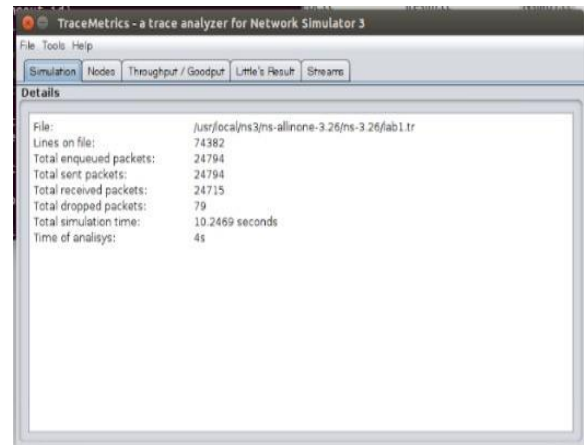 TraceMetrics - a trace analyzer for Network Simulator 3
File Tools Help
Simulation Nodes Throughput / Goodput Little's Result Streams
Details
File: /usr/local/ns3/ns-allinone-3.26/ns-3.26/lab1.tr
Lines on file: 74382
Total enqueued packets: 24794
Total sent packets: 24794
Total received packets: 24715
Total dropped packets: 79
Total simulation time: 10.2469 seconds
Time of analisys: 4s